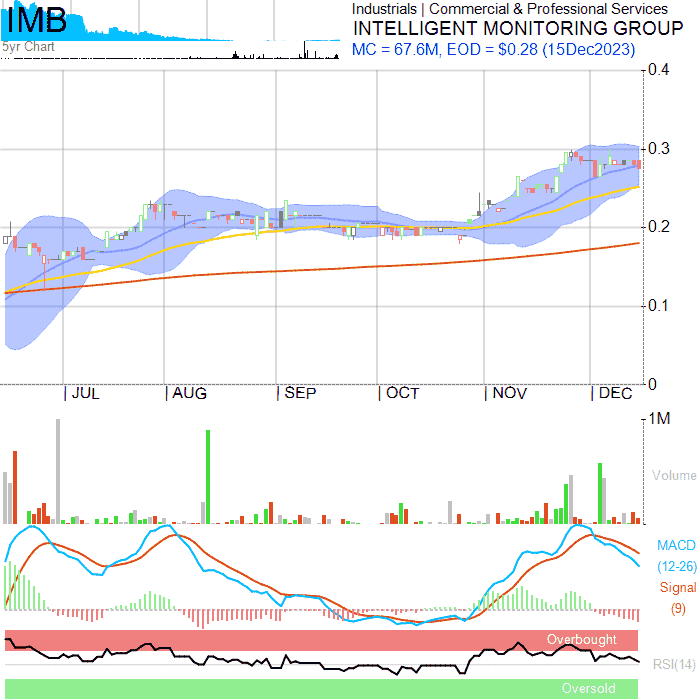 IMB
5yr Chart
Industrials | Commercial & Professional Services
INTELLIGENT MONITORING GROUP
MC = 67.6M, EOD = $0.28 (15Dec2023)
0.4
0.3
0.2
0.1
0
JUL
AUG
SEP
OCT
NOV
DEC
1M
Volume
MACD
(12-26)
Signal
(9)
Overbought
RSI(14)
Oversold